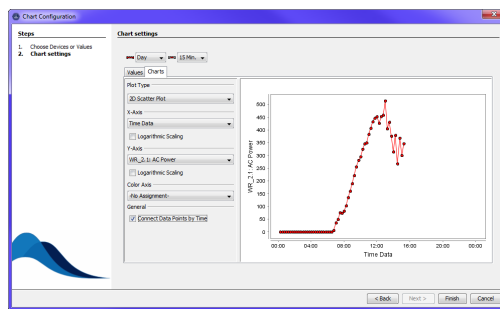 Chart Configuration
Steps
1. Choose Devices or Values
2. Chart settings
Chart settings
Day 15 Min.
Values Charts
Plot Type
2D Scatter Plot
X-Axis
Time Data
Logarithmic Scaling
Y-Axis
WR_2.1: AC Power
Logarithmic Scaling
Color Axis
-No Assignment-
General
Connect Data Points by Time
WR_2.1: AC Power
500
450
400
350
300
250
200
150
100
50
0
00:00 04:00 08:00 12:00 16:00 20:00 00:00
Time Data
< Back Next > Finish Cancel